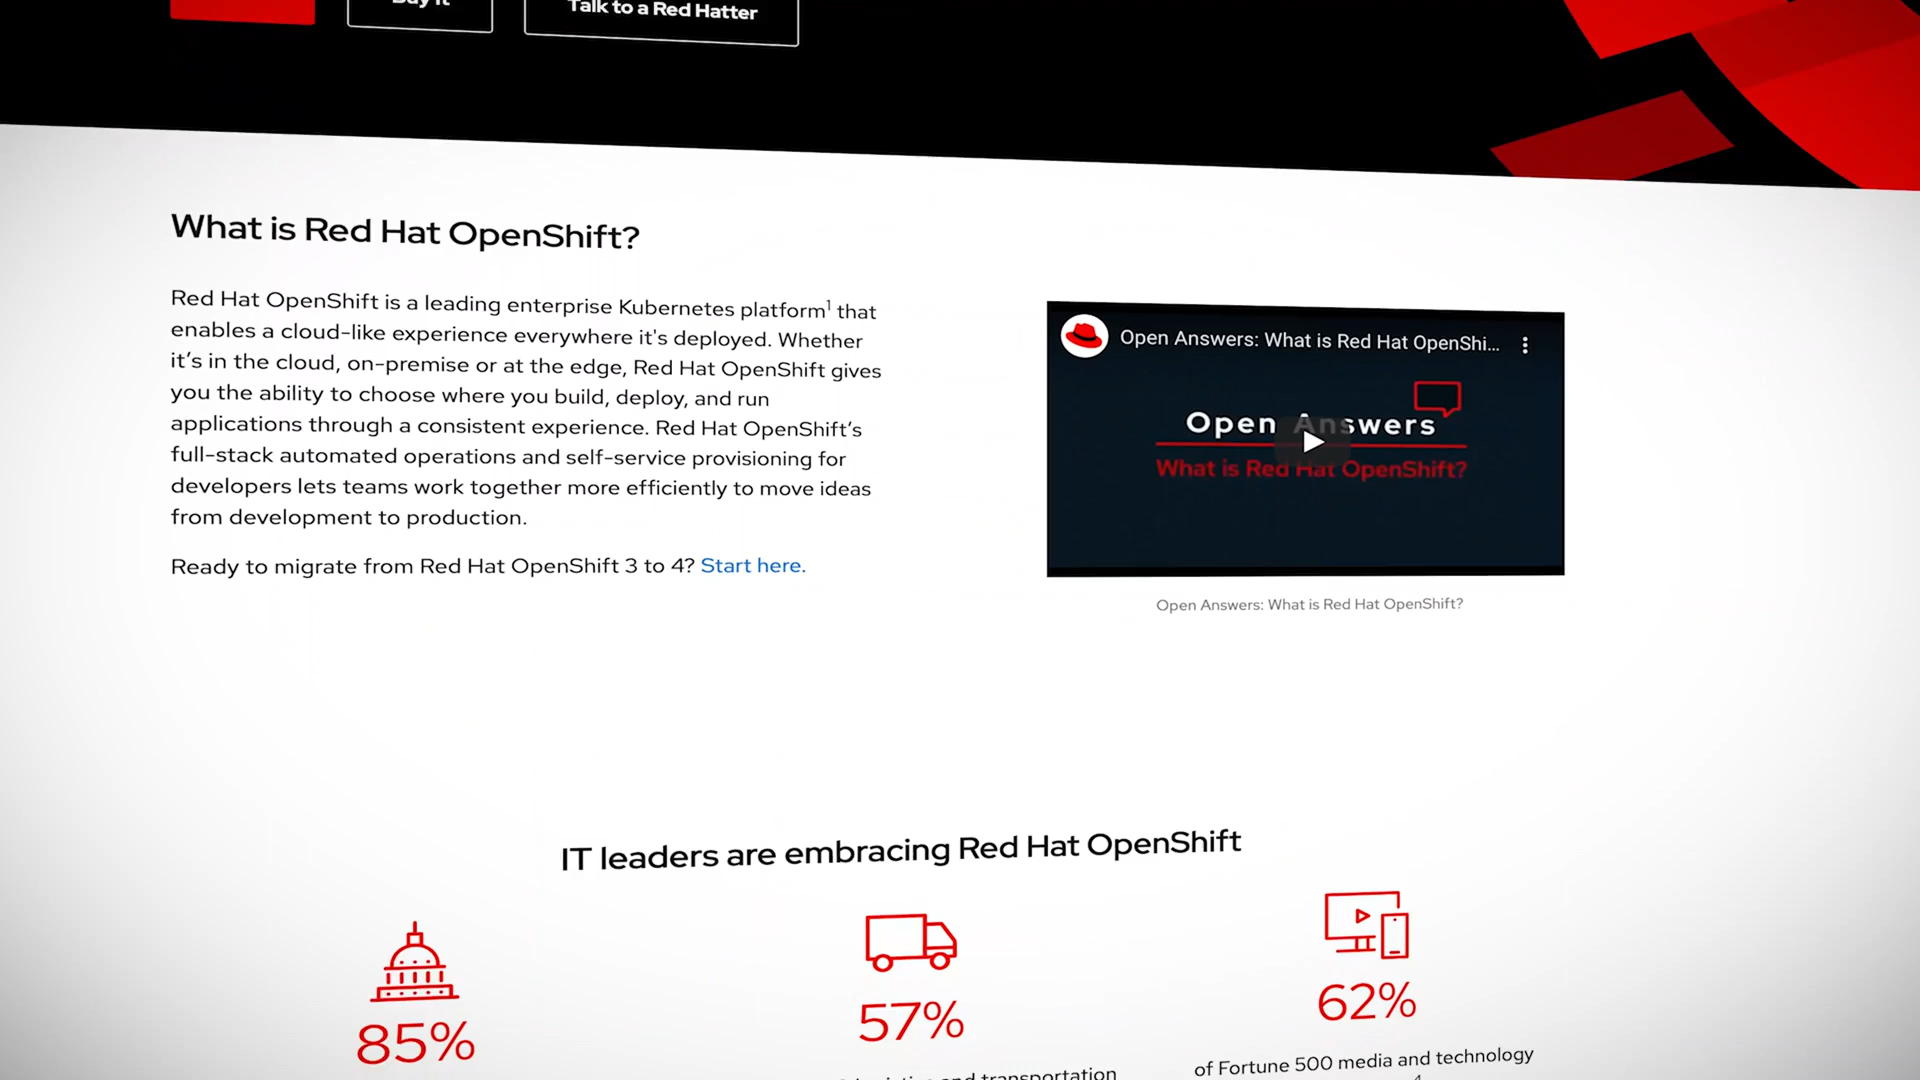 Buy it
Talk to a Red Hatter
What is Red Hat OpenShift?
Red Hat OpenShift is a leading enterprise Kubernetes platform¹ that
enables a cloud-like experience everywhere it's deployed. Whether
it’s in the cloud, on-premise or at the edge, Red Hat OpenShift gives
you the ability to choose where you build, deploy, and run
applications through a consistent experience. Red Hat OpenShift’s
full-stack automated operations and self-service provisioning for
developers lets teams work together more efficiently to move ideas
from development to production.
Ready to migrate from Red Hat OpenShift 3 to 4? Start here.
Open Answers: What is Red Hat OpenShi...
Open Answers
What is Red Hat OpenShift?
Open Answers: What is Red Hat OpenShift?
IT leaders are embracing Red Hat OpenShift
85%
57%
62%
and transportation
of Fortune 500 media and technology
4